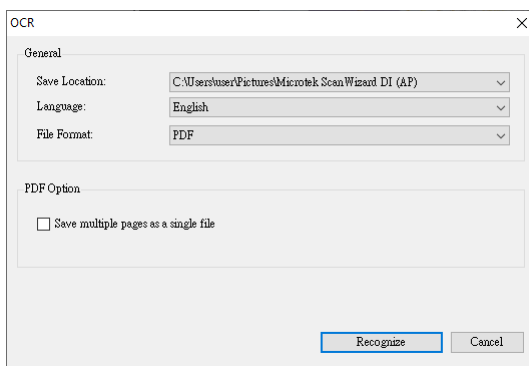 OCR
General
Save Location: C:\Users\user\Pictures\Microtek ScanWizard DI (AP)
Language: English
File Format: PDF
PDF Option
Save multiple pages as a single file
Recognize Cancel